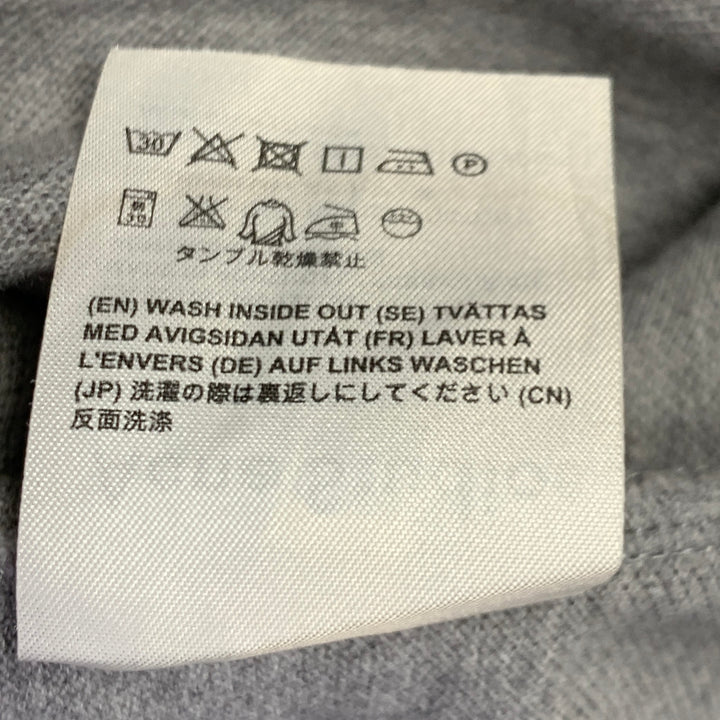 30
P
タンブル乾燥禁止
(EN) WASH INSIDE OUT (SE) TVÄTTAS
MED AVIGSIDAN UTÅT (FR) LAVER À
L'ENVERS (DE) AUF LINKS WASCHEN
(JP) 洗濯の際は裏返しにしてください (CN)
反面洗涤